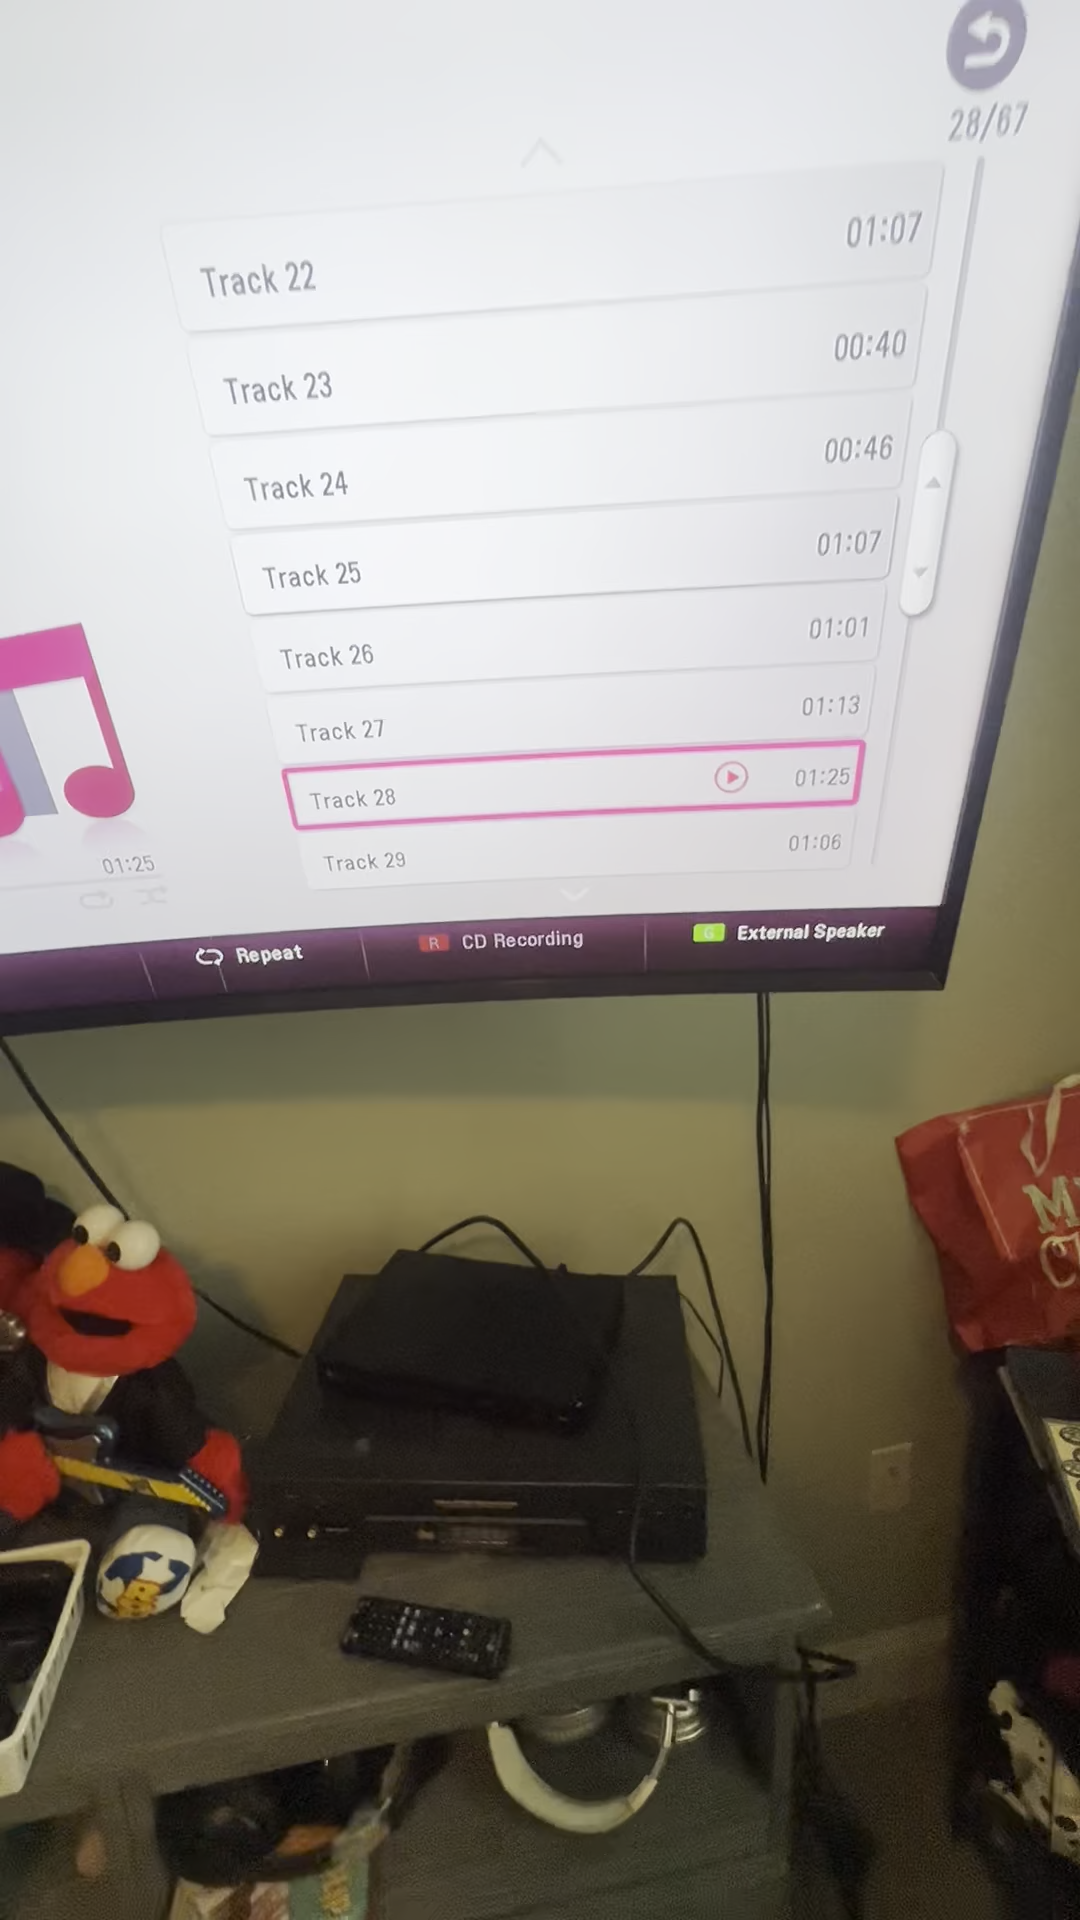 28/67
Track 22 01:07
Track 23 00:40
Track 24 00:46
Track 25 01:07
Track 26 01:01
Track 27 01:13
Track 28 01:25
Track 29 01:06
01:25
Repeat
R CD Recording
G External Speaker